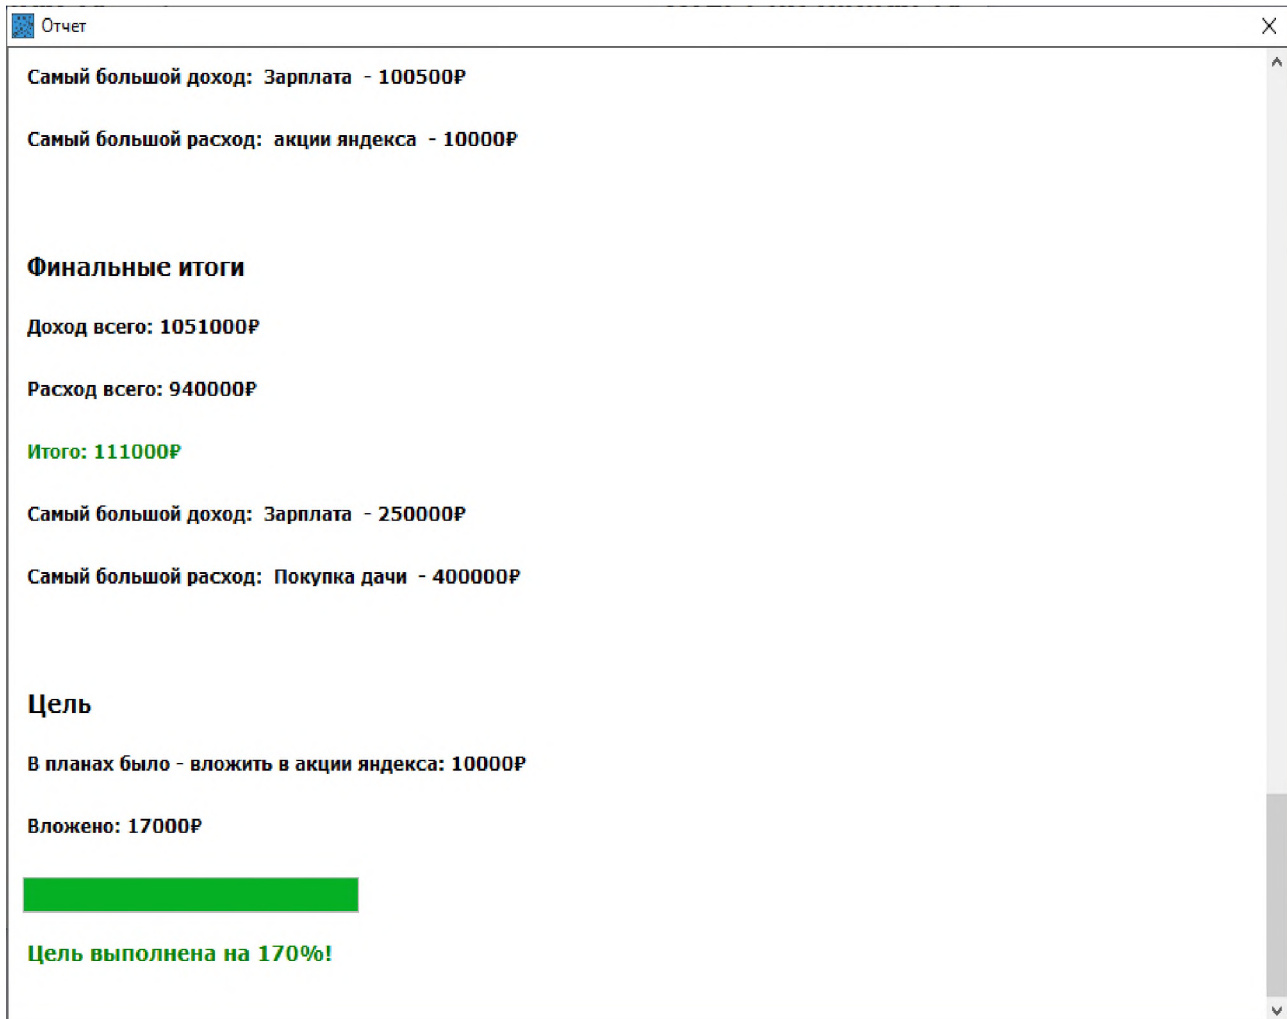 Отчет
Самый большой доход:  Зарплата  - 100500₽
Самый большой расход:  акции яндекса  - 10000₽
Финальные итоги
Доход всего: 1051000₽
Расход всего: 940000₽
Итого: 111000₽
Самый большой доход:  Зарплата  - 250000₽
Самый большой расход:  Покупка дачи  - 400000₽
Цель
В планах было - вложить в акции яндекса: 10000₽
Вложено: 17000₽
Цель выполнена на 170%!